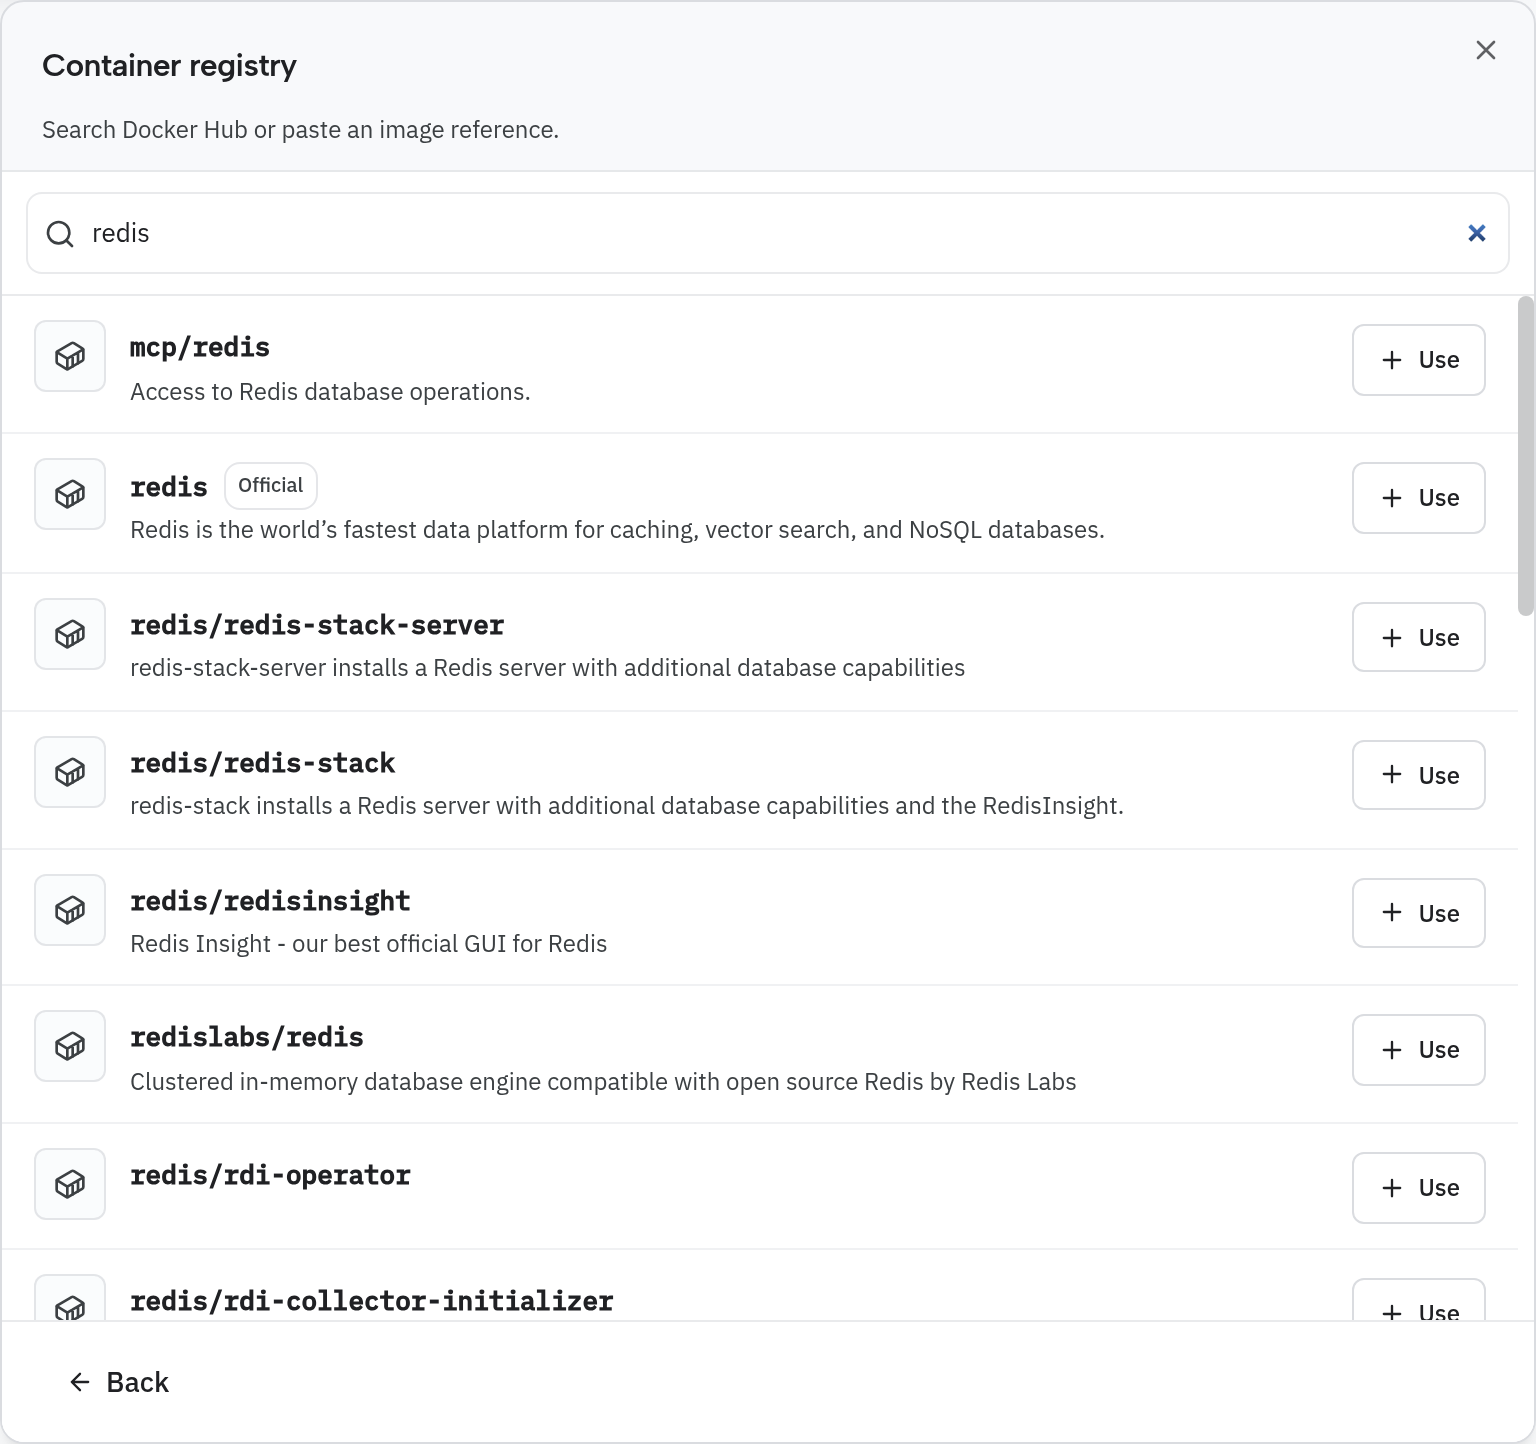 Container registry
Search Docker Hub or paste an image reference.
redis
mcp/redis
Use
Access to Redis database operations.
redis
Official
Use
Redis is the world’s fastest data platform for caching, vector search, and NoSQL databases.
redis/redis-stack-server
Use
redis-stack-server installs a Redis server with additional database capabilities
redis/redis-stack
Use
redis-stack installs a Redis server with additional database capabilities and the RedisInsight.
redis/redisinsight
Use
Redis Insight - our best official GUI for Redis
redislabs/redis
Use
Clustered in-memory database engine compatible with open source Redis by Redis Labs
redis/rdi-operator
Use
redis/rdi-collector-initializer
Use
Back